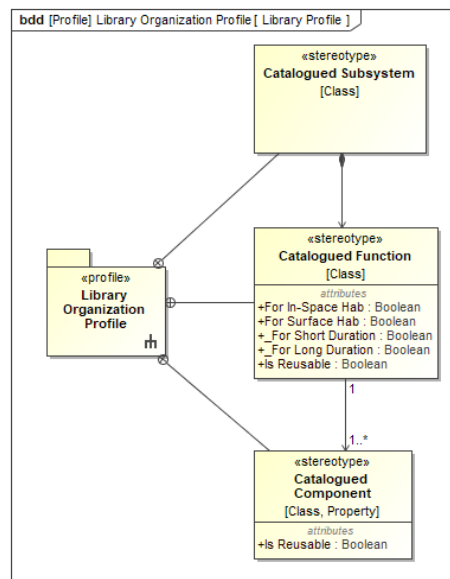 bdd [Profile] Library Organization Profile [ Library Profile ]
«stereotype»
Catalogued Subsystem
[Class]
«stereotype»
Catalogued Function
[Class]
attributes
+For In-Space Hab : Boolean
+For Surface Hab : Boolean
+_For Short Duration : Boolean
+_For Long Duration : Boolean
+Is Reusable : Boolean
«profile»
Library
Organization
Profile
1
1..*
«stereotype»
Catalogued
Component
[Class, Property]
attributes
+Is Reusable : Boolean